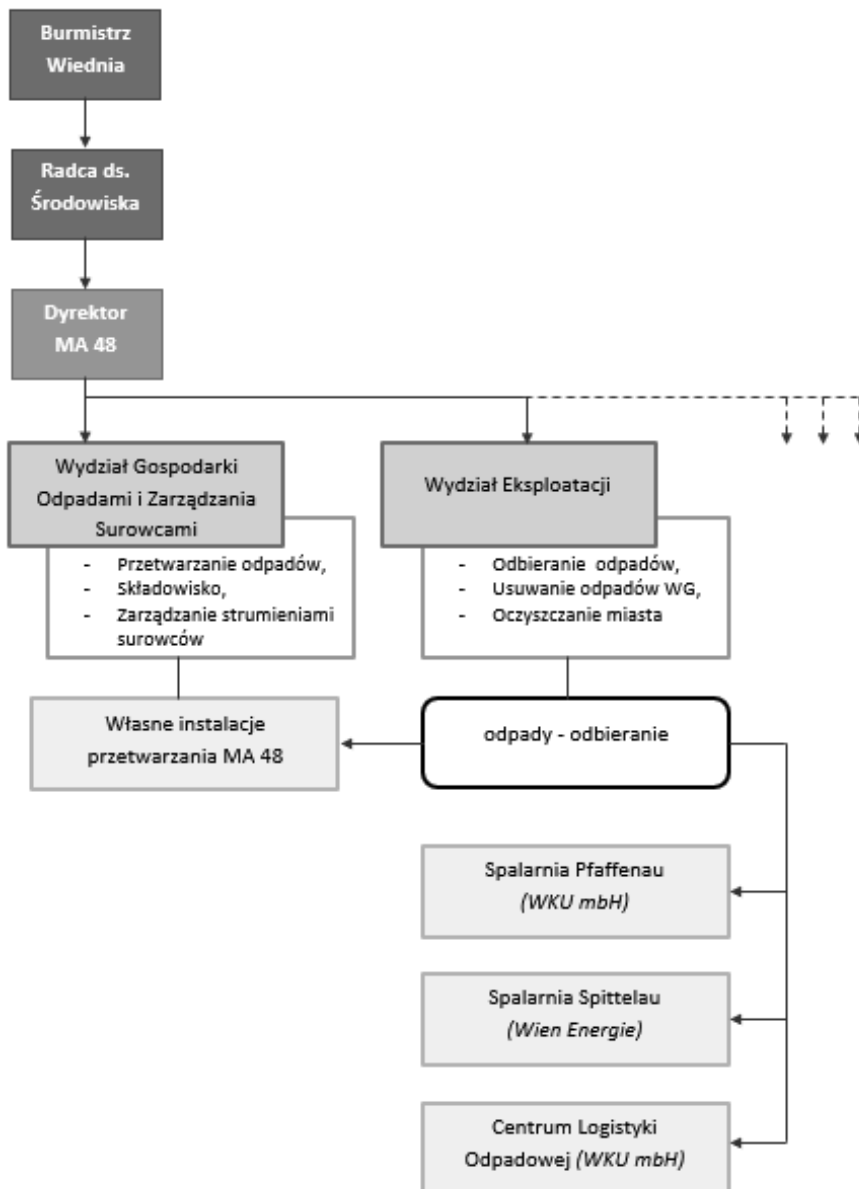 Burmistrz
Wiednia
Radca ds.
Środowiska
Dyrektor
MA 48
Wydział Gospodarki
Odpadami i Zarządzania
Surowcami
- Przetwarzanie odpadów,
- Składowisko,
- Zarządzanie strumieniami
surowców
Wydział Eksploatacji
- Odbieranie odpadów,
- Usuwanie odpadów WG,
- Oczyszczanie miasta
Własne instalacje
przetwarzania MA 48
odpady - odbieranie
Spalarnia Pfaffenau
(WKU mbH)
Spalarnia Spittelau
(Wien Energie)
Centrum Logistyki
Odpadowej (WKU mbH)